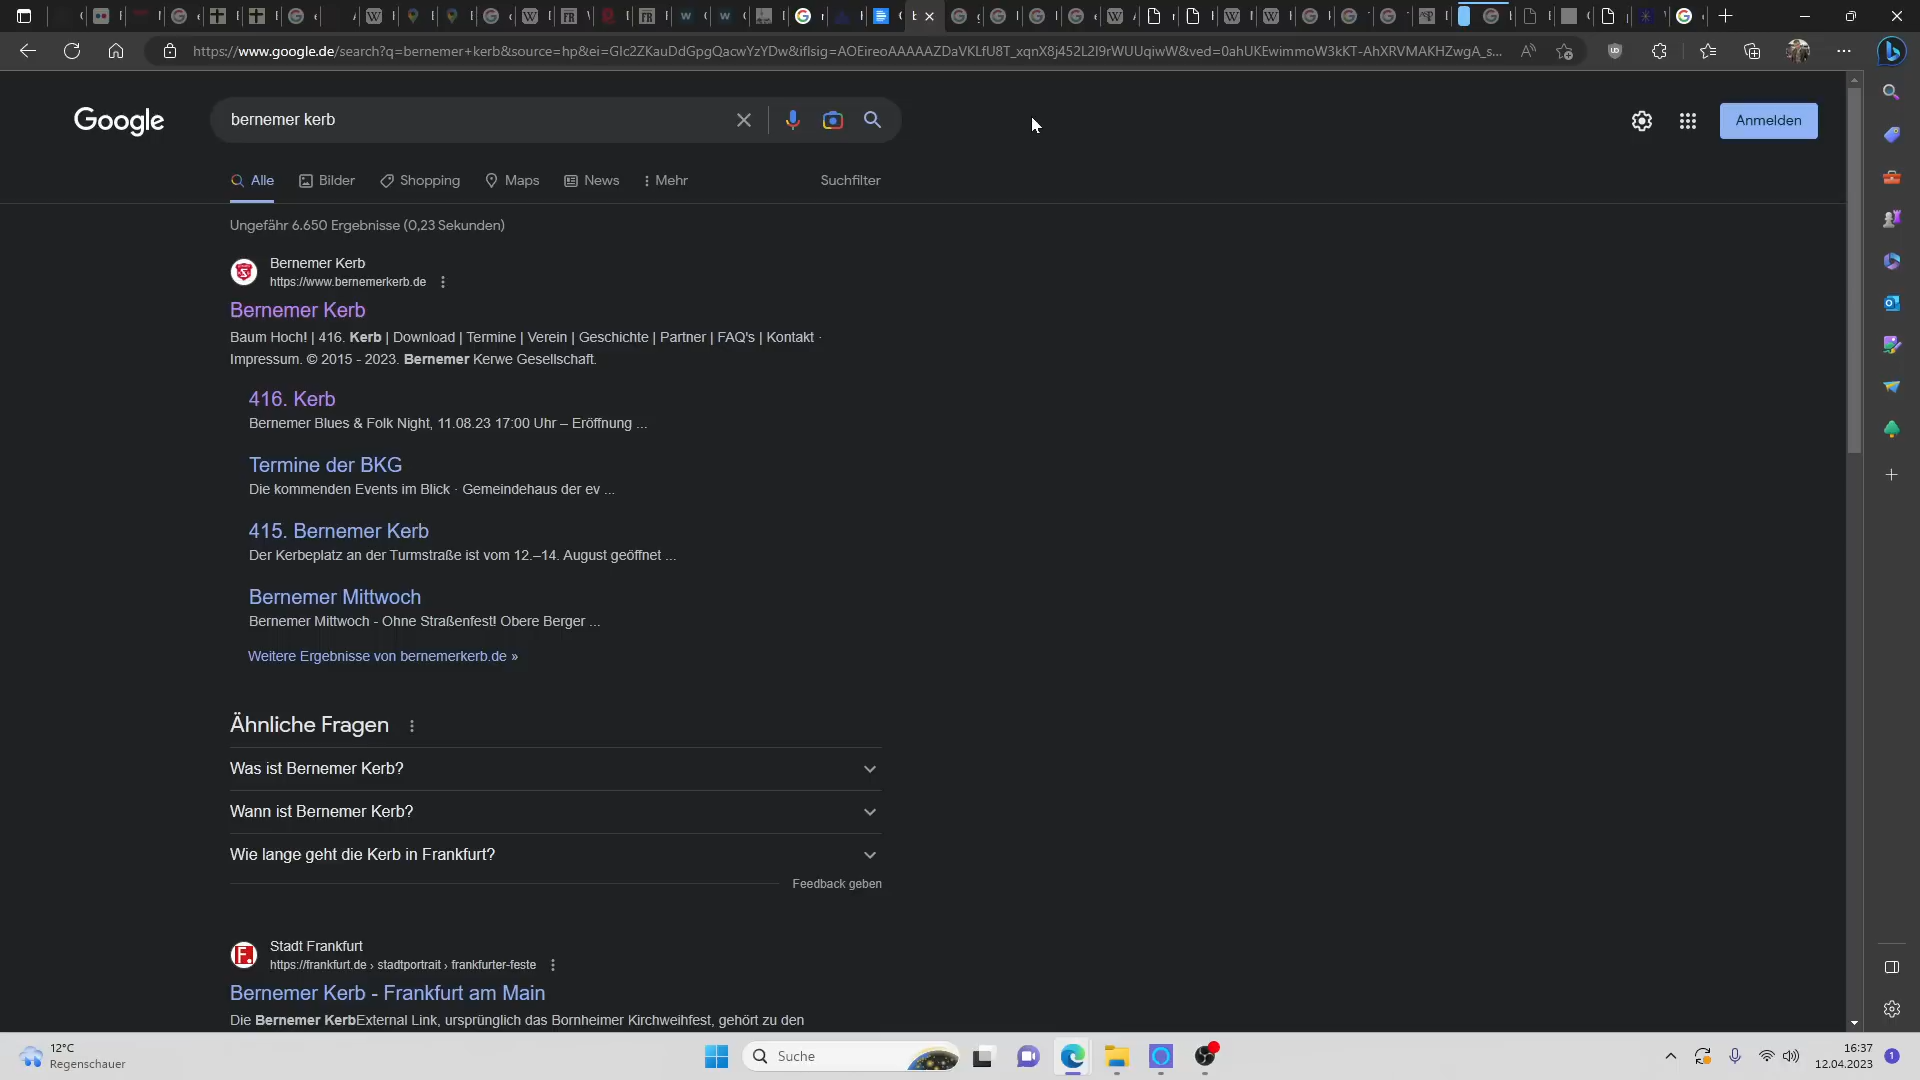 https://www.google.de/search?q=bernemer+kerb&source=hp&ei=Glc2ZKauDdGpgQacwYzYDw&iflsig=AOEireoAAAAAZDaVKLfU8T_xqnX8j452L2I9rWUUqiwW&ved=0ahUKEwimmoW3kKT-AhXRVMAKHZwgA_s...
Google
bernemer kerb
Anmelden
Alle Bilder Shopping Maps News Mehr Suchfilter
Ungefähr 6.650 Ergebnisse (0,23 Sekunden)
Bernemer Kerb
https://www.bernemerkerb.de
Bernemer Kerb
Baum Hoch! | 416. Kerb | Download | Termine | Verein | Geschichte | Partner | FAQ's | Kontakt ·
Impressum. © 2015 - 2023. Bernemer Kerwe Gesellschaft.
416. Kerb
Bernemer Blues & Folk Night, 11.08.23 17:00 Uhr – Eröffnung ...
Termine der BKG
Die kommenden Events im Blick · Gemeindehaus der ev ...
415. Bernemer Kerb
Der Kerbeplatz an der Turmstraße ist vom 12.–14. August geöffnet ...
Bernemer Mittwoch
Bernemer Mittwoch - Ohne Straßenfest! Obere Berger ...
Weitere Ergebnisse von bernemerkerb.de »
Ähnliche Fragen
Was ist Bernemer Kerb?
Wann ist Bernemer Kerb?
Wie lange geht die Kerb in Frankfurt?
Feedback geben
Stadt Frankfurt
https://frankfurt.de › stadtportrait › frankfurter-feste
Bernemer Kerb - Frankfurt am Main
Die Bernemer KerbExternal Link, ursprünglich das Bornheimer Kirchweihfest, gehört zu den
12°C
Regenschauer
Suche
16:37
12.04.2023
1